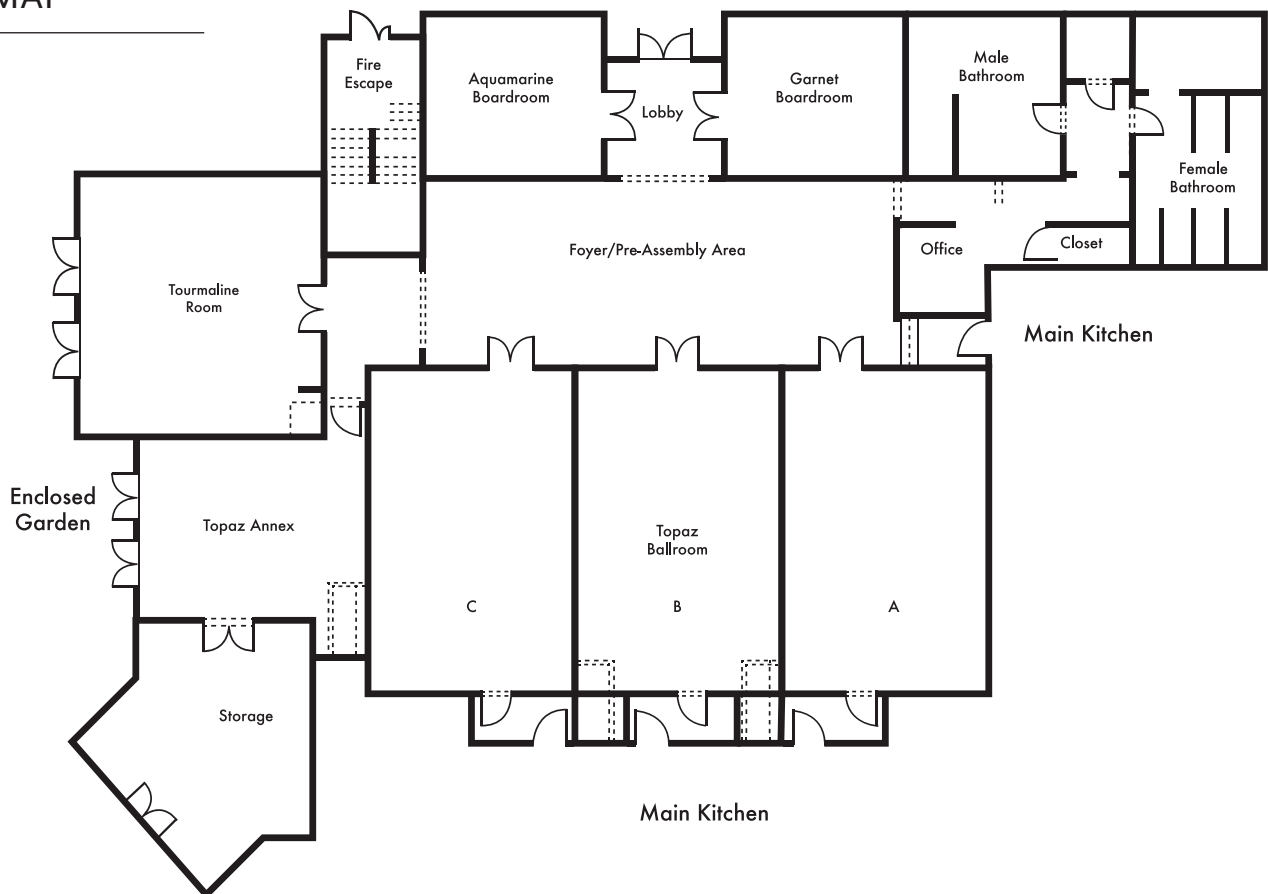 Fire
Escape
Aquamarine
Boardroom
Lobby
Garnet
Boardroom
Male
Bathroom
Female
Bathroom
Foyer/Pre-Assembly Area
Office
Closet
Tourmaline
Room
Main Kitchen
Enclosed
Garden
Topaz Annex
Topaz
Ballroom
C
B
A
Storage
Main Kitchen